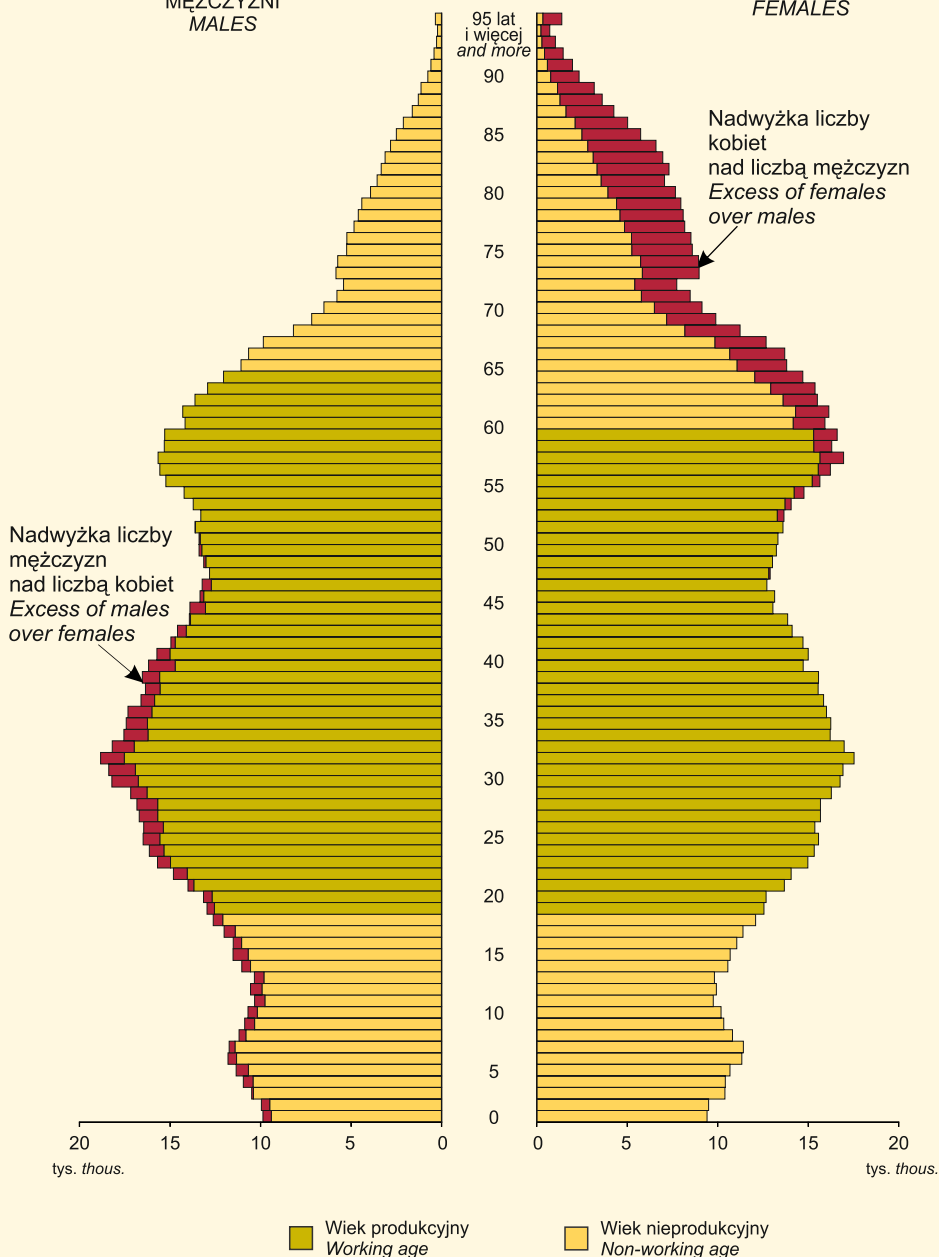 MĘŻCZYŹNI
MALES
FEMALES
95 lat
i więcej
and more
90
85
80
75
70
65
60
55
50
45
40
35
30
25
20
15
10
5
0
Nadwyżka liczby
kobiet
nad liczbą mężczyzn
Excess of females
over males
Nadwyżka liczby
mężczyzn
nad liczbą kobiet
Excess of males
over females
20 15 10 5 0 0 5 10 15 20
tys. thous. tys. thous.
Wiek produkcyjny
Working age
Wiek nieprodukcyjny
Non-working age